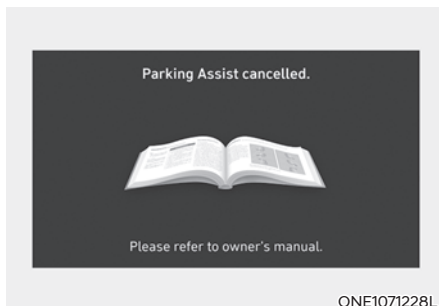 Parking Assist cancelled.
Please refer to owner's manual.
ONE1071228L